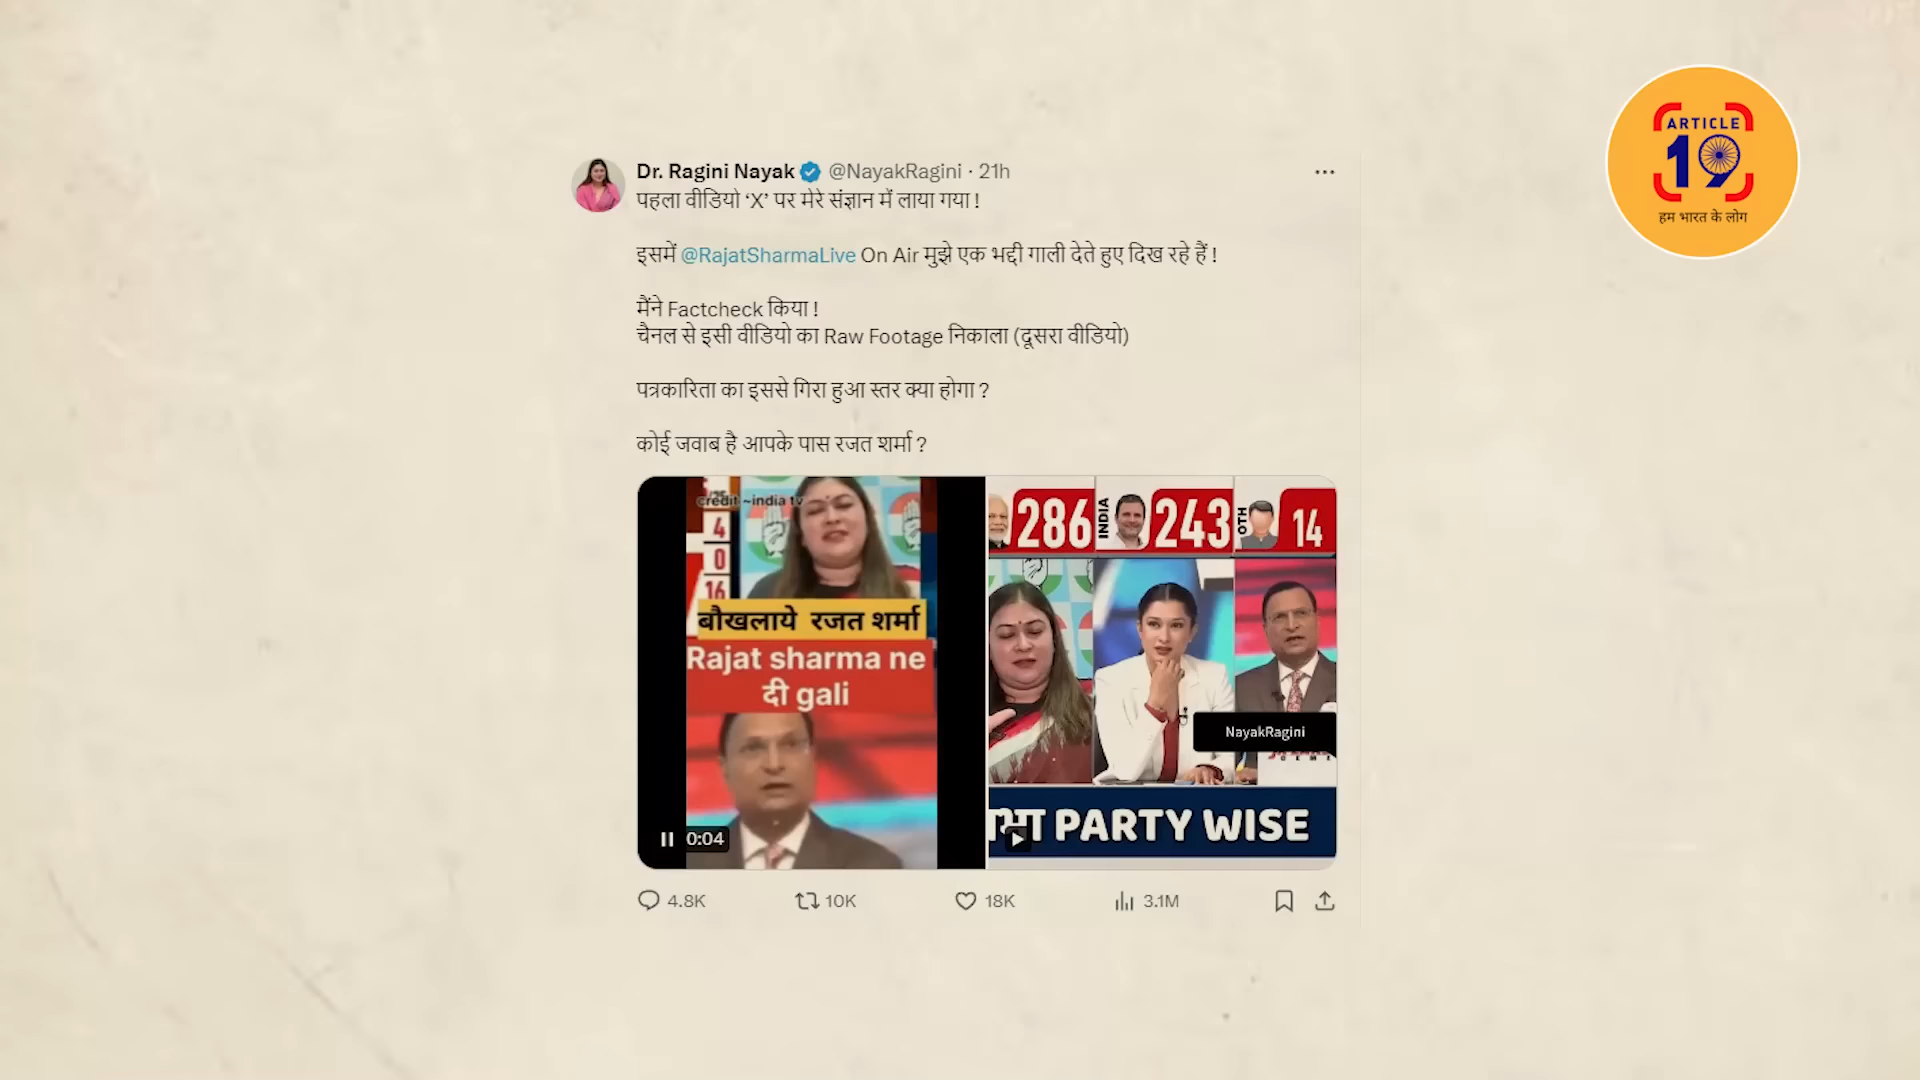 ARTICLE
19
हम भारत के लोग
Dr. Ragini Nayak @NayakRagini · 21h
पहला वीडियो ‘X’ पर मेरे संज्ञान में लाया गया !
इसमें @RajatSharmaLive On Air मुझे एक भद्दी गाली देते हुए दिख रहे हैं !
मैंने Factcheck किया !
चैनल से इसी वीडियो का Raw Footage निकाला (दूसरा वीडियो)
पत्रकारिता का इससे गिरा हुआ स्तर क्या होगा ?
कोई जवाब है आपके पास रजत शर्मा ?
credit ~india tv
4
0
16
बौखलाये रजत शर्मा
Rajat sharma ne
दी gali
0:04
286 INDIA 243 OTH 14
NayakRagini
PARTY WISE
4.8K 10K 18K 3.1M